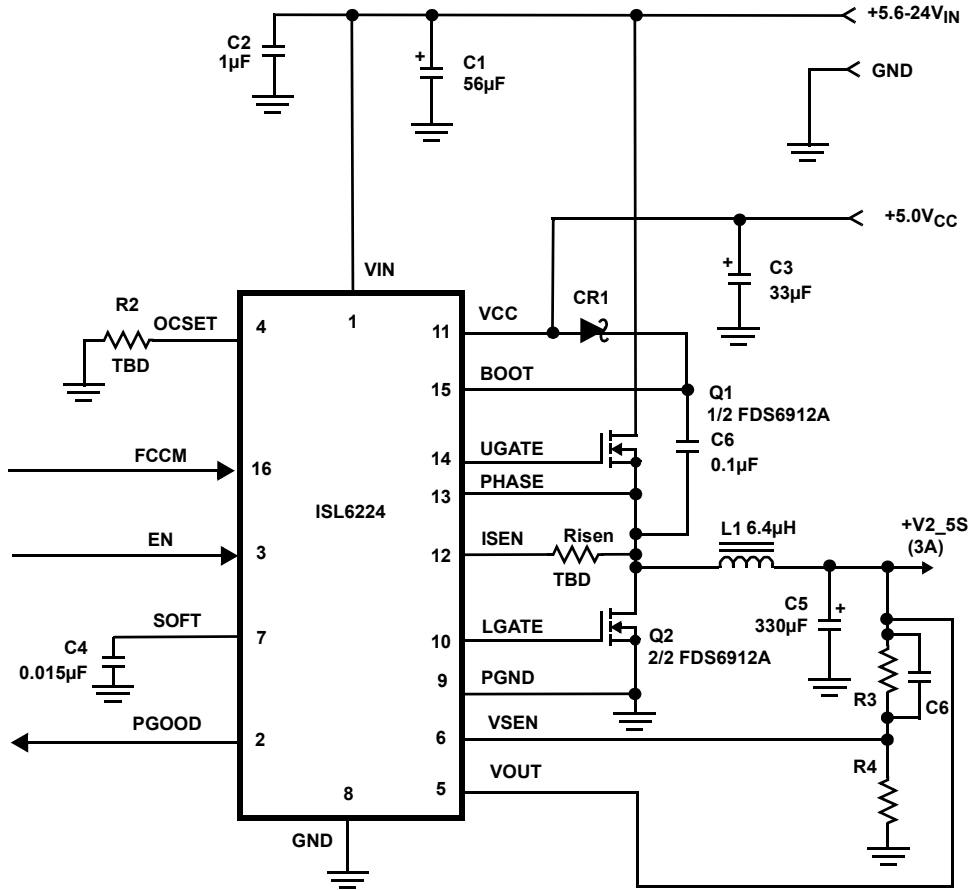 +5.6-24VIN
C2
1µF
+
C1
56µF
GND
+5.0VCC
+
C3
33µF
VIN
R2
OCSET
TBD
4
1
11
VCC
CR1
15
BOOT
Q1
1/2 FDS6912A
C6
0.1µF
FCCM
16
14
UGATE
13
PHASE
ISL6224
EN
3
12
ISEN
Risen
TBD
L1 6.4µH
+V2_5S
(3A)
C5
330µF
+
SOFT
7
C4
0.015µF
10
LGATE
Q2
2/2 FDS6912A
9
PGND
R3
C6
PGOOD
2
6
VSEN
R4
5
VOUT
8
GND